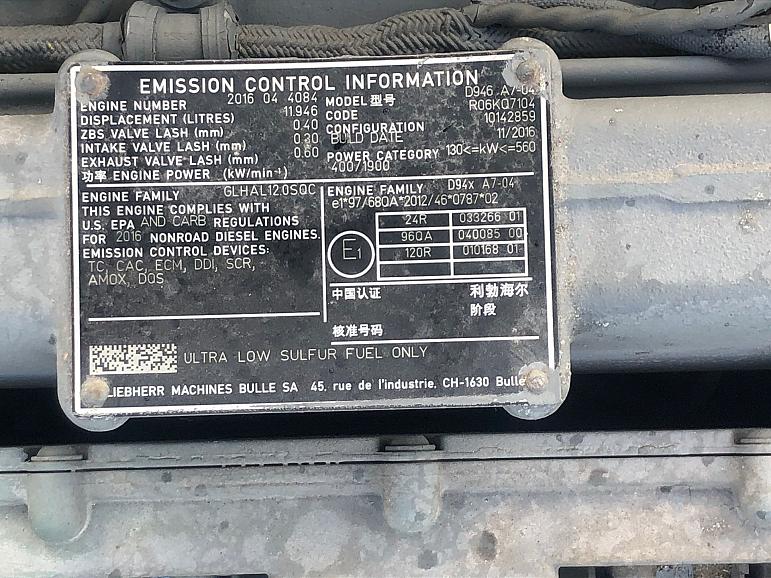 EMISSION CONTROL INFORMATION
ENGINE NUMBER 2016 04 4084
DISPLACEMENT (LITRES) 11.946
ZBS VALVE LASH (mm) 0.40
INTAKE VALVE LASH (mm) 0.30
EXHAUST VALVE LASH (mm) 0.60
功率 ENGINE POWER (kW/min⁻¹) 400/1900
MODEL 型号 D946 A7-04
CODE R06KQ7104
CONFIGURATION 10142859
BUILD DATE 11/2016
POWER CATEGORY 130<=kW<=560
ENGINE FAMILY GLHAL12.0SQC
THIS ENGINE COMPLIES WITH
U.S. EPA AND CARB REGULATIONS
FOR 2016 NONROAD DIESEL ENGINES.
EMISSION CONTROL DEVICES:
TC, CAC, ECM, DDI, SCR,
AMOX, DOS
ENGINE FAMILY D94x A7-04
e1*97/68QA*2012/46*0787*02
E1
24R 033266 01
96QA 040085 00
120R 010168 01
中国认证 利勃海尔
阶段
核准号码
ULTRA LOW SULFUR FUEL ONLY
LIEBHERR MACHINES BULLE SA 45, rue de l'industrie, CH-1630 Bulle